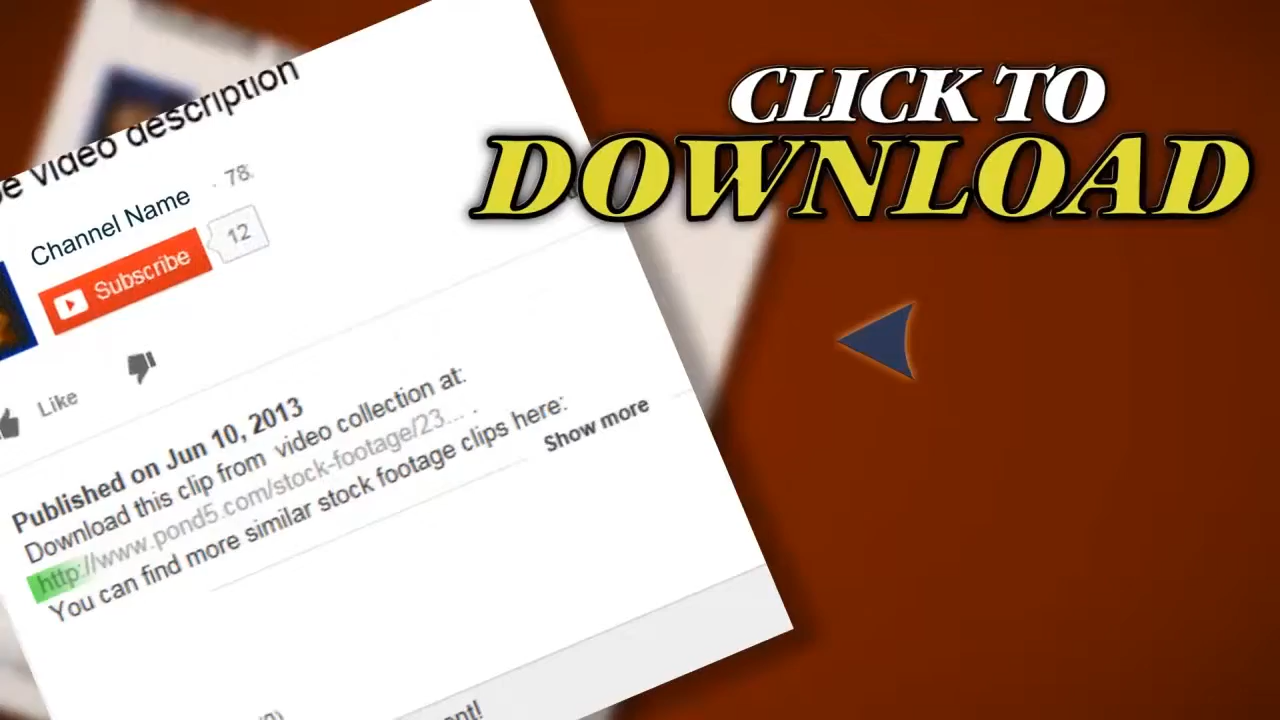 CLICK TO
DOWNLOAD
video description
Channel Name
78
Subscribe
12
Like
Published on Jun 10, 2013
Download this clip from video collection at:
http://www.pond5.com/stock-footage/23...
You can find more similar stock footage clips here:
Show more